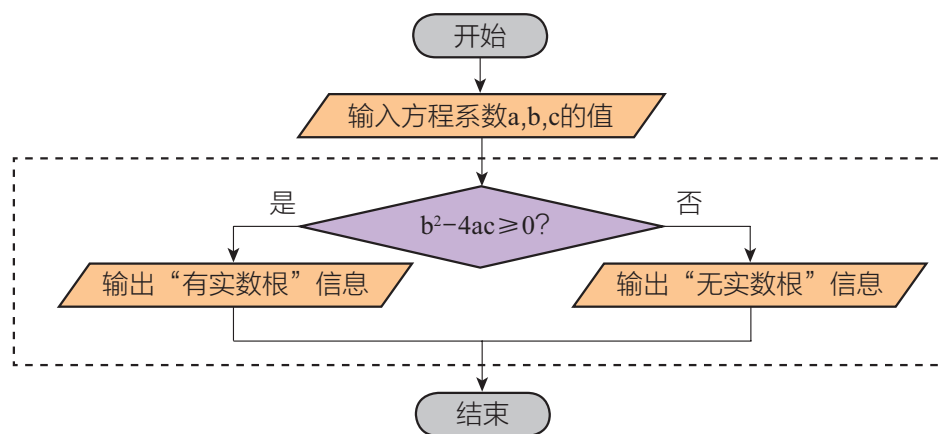 开始
输入方程系数a,b,c的值
是
否
b²−4ac≥0?
输出“有实数根”信息
输出“无实数根”信息
结束